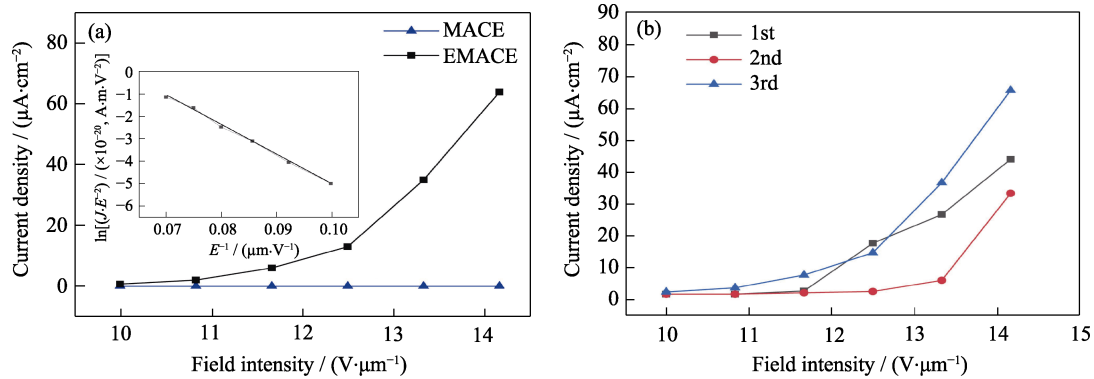 (a)
MACE
EMACE
80
60
40
20
0
10
11
12
13
14
Current density / (μA·cm⁻²)
Field intensity / (V·μm⁻¹)
0
−1
−2
−3
−4
−5
−6
0.07
0.08
0.09
0.10
ln[(J·E⁻²) / (×10⁻²⁰, A·m·V⁻²)]
E⁻¹ / (μm·V⁻¹)
(b)
1st
2nd
3rd
90
80
70
60
50
40
30
20
10
0
10
11
12
13
14
15
Current density / (μA·cm⁻²)
Field intensity / (V·μm⁻¹)